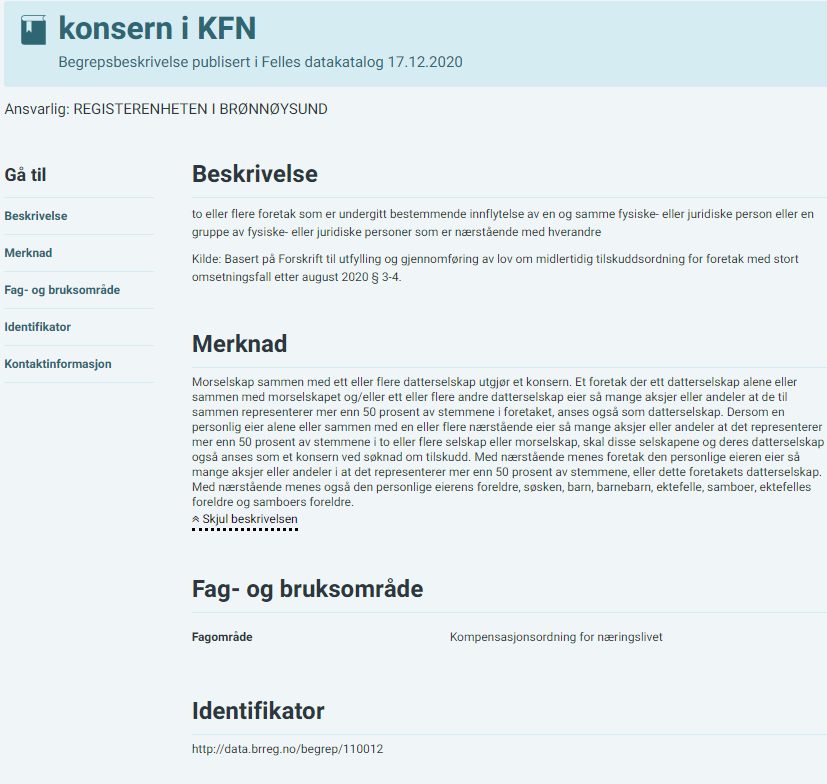 konsern i KFN
Begrepsbeskrivelse publisert i Felles datakatalog 17.12.2020
Ansvarlig: REGISTERENHETEN I BRØNNØYSUND
Gå til
Beskrivelse
Merknad
Fag- og bruksområde
Identifikator
Kontaktinformasjon
Beskrivelse
to eller flere foretak som er undergitt bestemmende innflytelse av en og samme fysiske- eller juridiske person eller en
gruppe av fysiske- eller juridiske personer som er nærstående med hverandre
Kilde: Basert på Forskrift til utfylling og gjennomføring av lov om midlertidig tilskuddsordning for foretak med stort
omsetningsfall etter august 2020 § 3-4.
Merknad
Morselskap sammen med ett eller flere datterselskap utgjør et konsern. Et foretak der ett datterselskap alene eller
sammen med morselskapet og/eller ett eller flere andre datterselskap eier så mange aksjer eller andeler at de til
sammen representerer mer enn 50 prosent av stemmene i foretaket, anses også som datterselskap. Dersom en
personlig eier alene eller sammen med en eller flere nærstående eier så mange aksjer eller andeler at det representerer
mer enn 50 prosent av stemmene i to eller flere selskap eller morselskap, skal disse selskapene og deres datterselskap
også anses som et konsern ved søknad om tilskudd. Med nærstående menes foretak den personlige eieren eier så
mange aksjer eller andeler i at det representerer mer enn 50 prosent av stemmene, eller dette foretakets datterselskap.
Med nærstående menes også den personlige eierens foreldre, søsken, barn, barnebarn, ektefelle, samboer, ektefelles
foreldre og samboers foreldre.
Skjul beskrivelsen
Fag- og bruksområde
Fagområde Kompensasjonsordning for næringslivet
Identifikator
http://data.brreg.no/begrep/110012